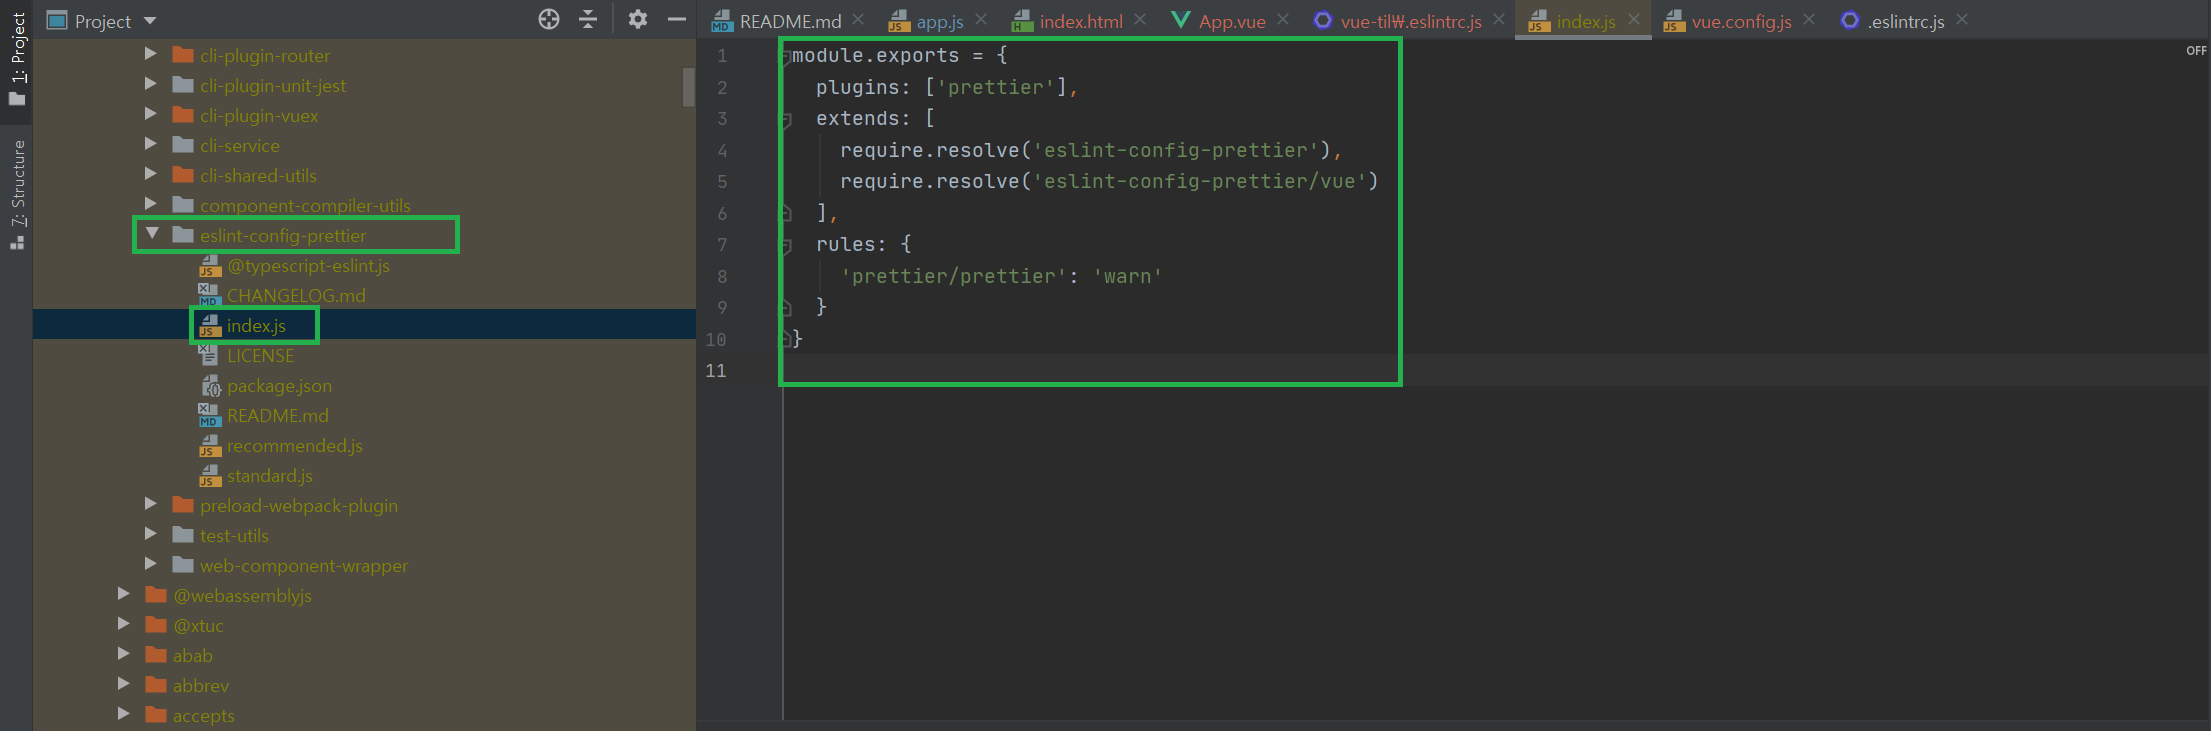 1: Project
7: Structure
Project
cli-plugin-router
cli-plugin-unit-jest
cli-plugin-vuex
cli-service
cli-shared-utils
component-compiler-utils
eslint-config-prettier
@typescript-eslint.js
CHANGELOG.md
index.js
LICENSE
package.json
README.md
recommended.js
standard.js
preload-webpack-plugin
test-utils
web-component-wrapper
@webassemblyjs
@xtuc
abab
abbrev
accepts
README.md app.js index.html App.vue vue-til₩.eslintrc.js index.js vue.config.js .eslintrc.js
OFF
1 module.exports = {
2   plugins: ['prettier'],
3   extends: [
4     require.resolve('eslint-config-prettier'),
5     require.resolve('eslint-config-prettier/vue')
6   ],
7   rules: {
8     'prettier/prettier': 'warn'
9   }
10 }
11